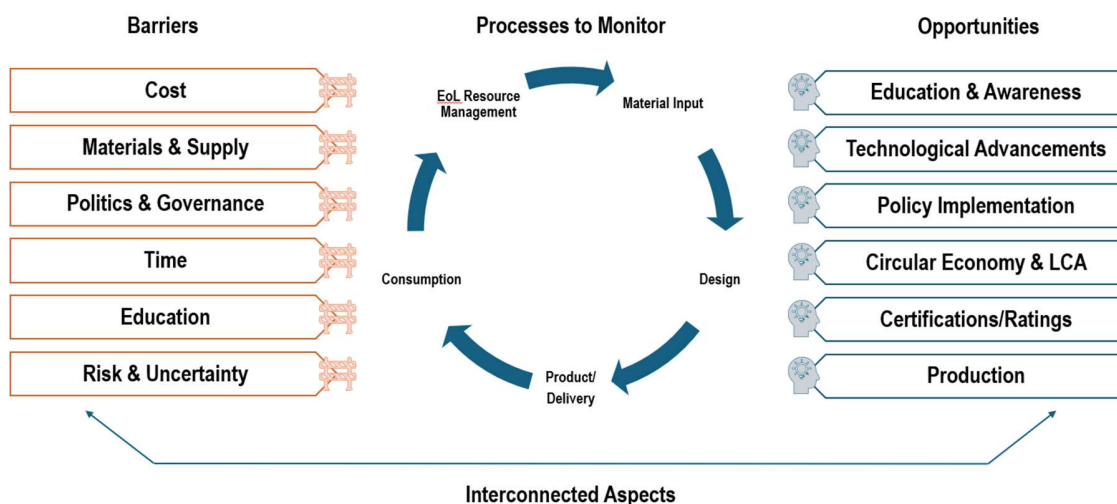 Barriers
Cost
Materials & Supply
Politics & Governance
Time
Education
Risk & Uncertainty
Processes to Monitor
EoL Resource
Management
Material Input
Design
Product/
Delivery
Consumption
Opportunities
Education & Awareness
Technological Advancements
Policy Implementation
Circular Economy & LCA
Certifications/Ratings
Production
Interconnected Aspects